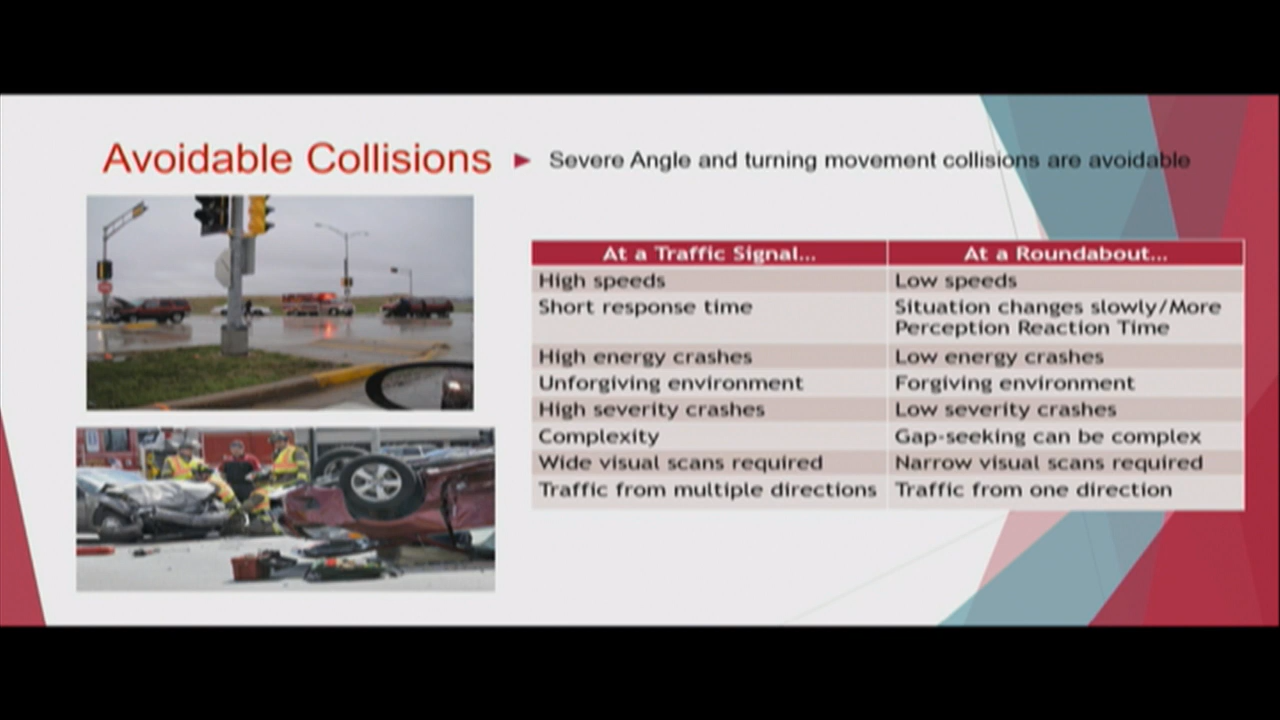 Avoidable Collisions
Severe Angle and turning movement collisions are avoidable
At a Traffic Signal...
At a Roundabout...
High speeds
Low speeds
Short response time
Situation changes slowly/More
Perception Reaction Time
High energy crashes
Low energy crashes
Unforgiving environment
Forgiving environment
High severity crashes
Low severity crashes
Complexity
Gap-seeking can be complex
Wide visual scans required
Narrow visual scans required
Traffic from multiple directions
Traffic from one direction